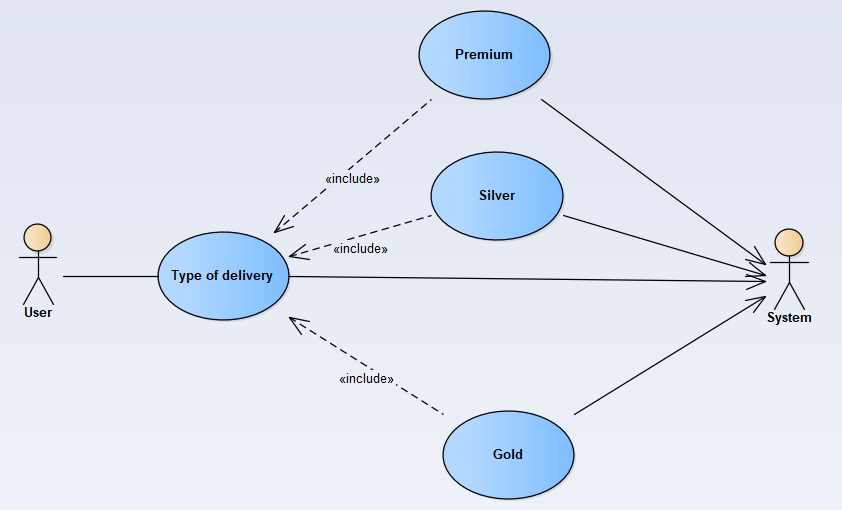 Premium
«include»
Silver
«include»
Type of delivery
User
System
«include»
Gold